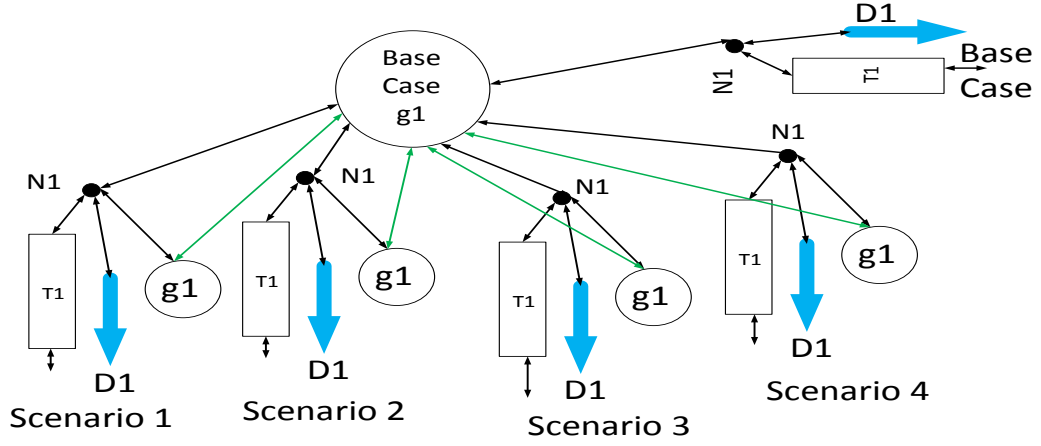 D1
Base
Case
g1
N1
T1
Base
Case
N1
T1
g1
D1
Scenario 1
N1
T1
g1
D1
Scenario 2
N1
T1
g1
D1
Scenario 3
N1
T1
g1
D1
Scenario 4